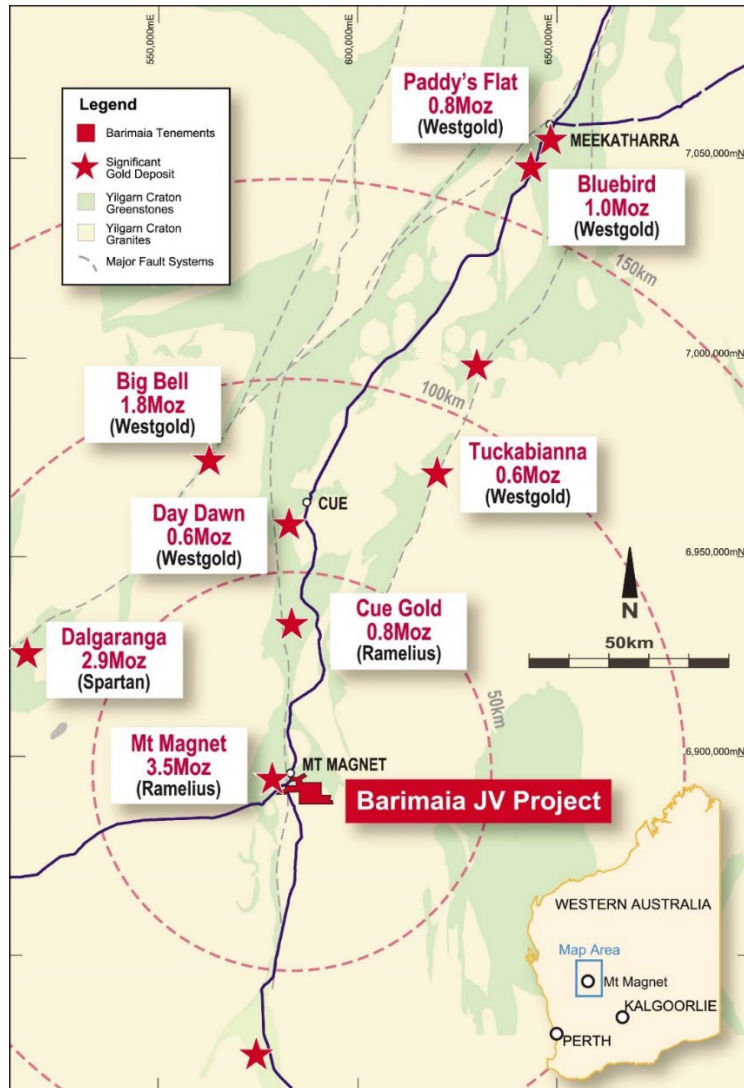 550,000mE
600,000mE
650,000mE
Legend
Barimaia Tenements
Significant
Gold Deposit
Yilgarn Craton
Greenstones
Yilgarn Craton
Granites
Major Fault Systems
Paddy's Flat
0.8Moz
(Westgold)
MEEKATHARRA
7,050,000mN
Bluebird
1.0Moz
(Westgold)
150km
7,000,000mN
Big Bell
1.8Moz
(Westgold)
100km
Tuckabianna
0.6Moz
(Westgold)
CUE
Day Dawn
0.6Moz
(Westgold)
6,950,000mN
Cue Gold
0.8Moz
(Ramelius)
N
50km
Dalgaranga
2.9Moz
(Spartan)
50km
Mt Magnet
3.5Moz
(Ramelius)
MT MAGNET
6,900,000mN
Barimaia JV Project
WESTERN AUSTRALIA
Map Area
Mt Magnet
KALGOORLIE
PERTH